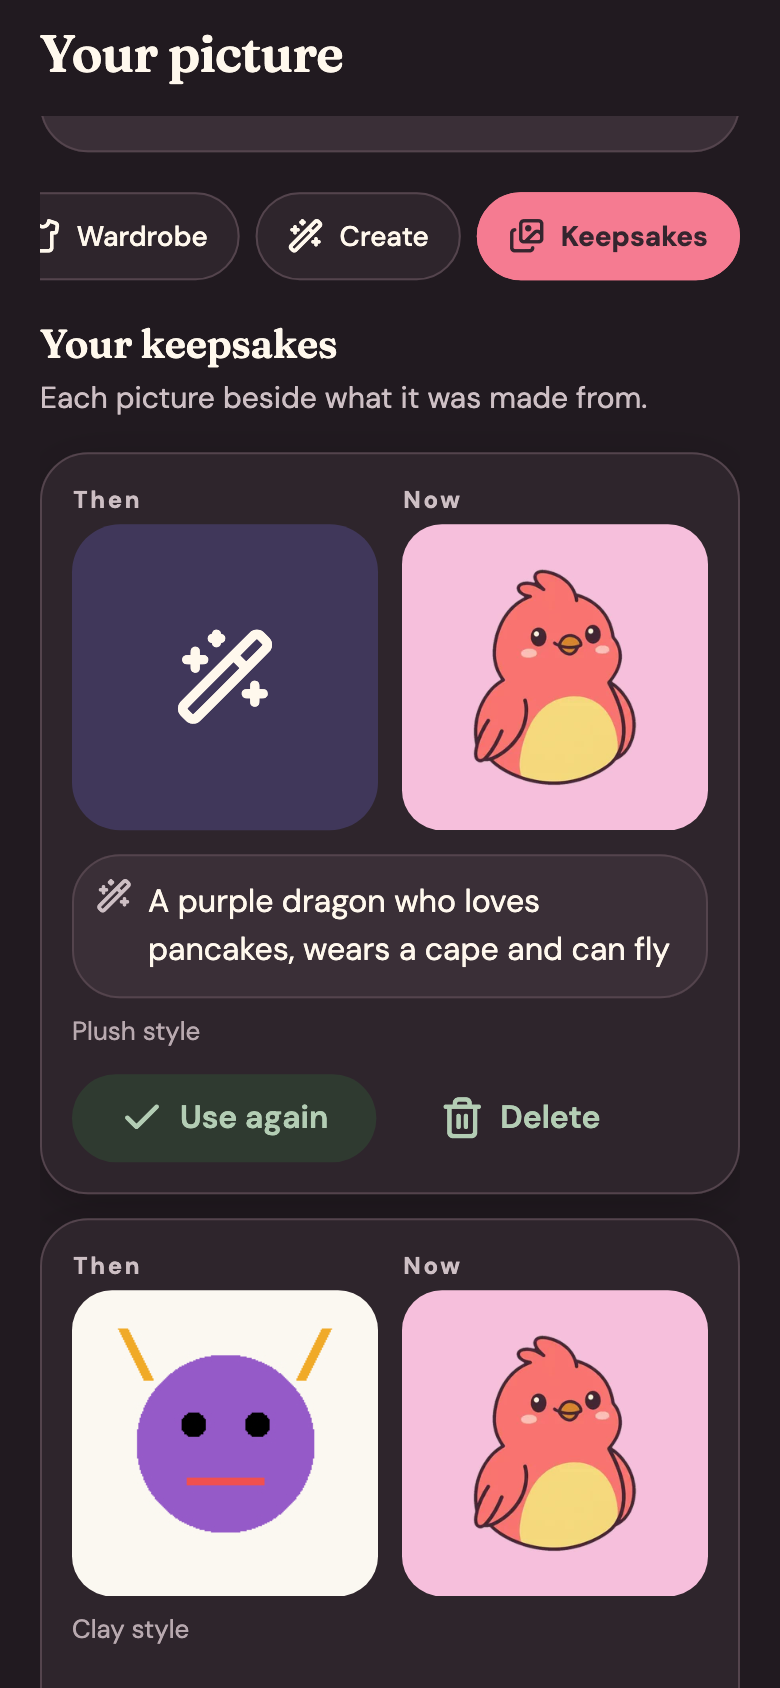 Your picture
Wardrobe
Create
Keepsakes
Your keepsakes
Each picture beside what it was made from.
Then
Now
A purple dragon who loves
pancakes, wears a cape and can fly
Plush style
Use again
Delete
Then
Now
Clay style